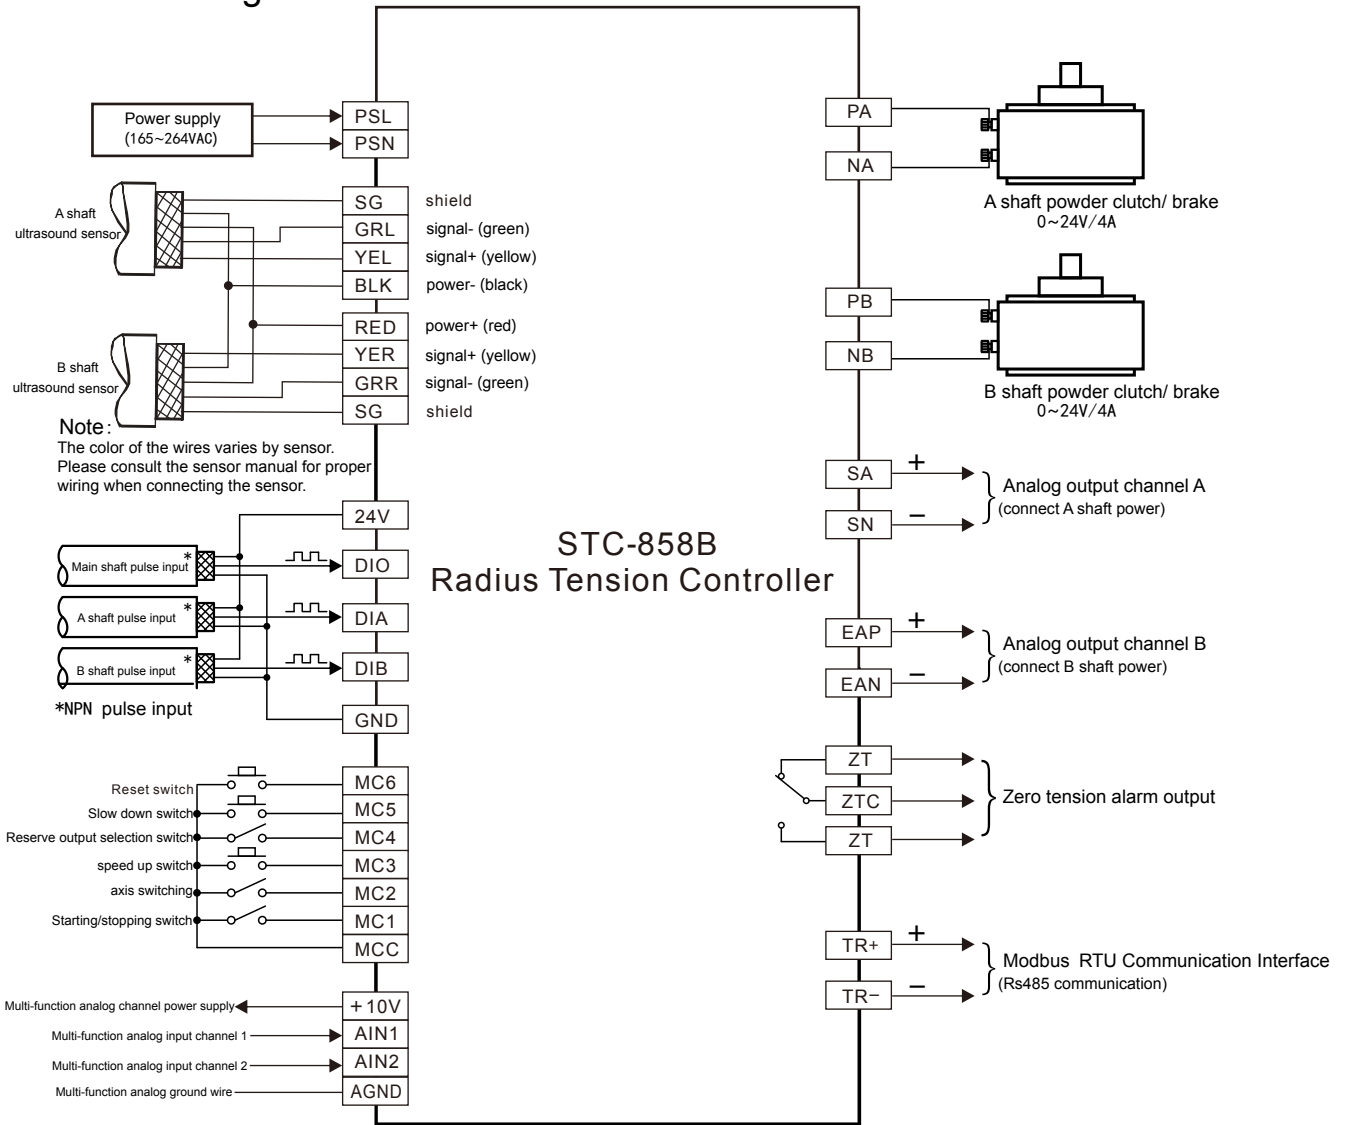 Power supply
(165~264VAC)
PSL
PSN
A shaft
ultrasound sensor
SG shield
GRL signal- (green)
YEL signal+ (yellow)
BLK power- (black)
RED power+ (red)
YER signal+ (yellow)
GRR signal- (green)
SG shield
B shaft
ultrasound sensor
Note:
The color of the wires varies by sensor.
Please consult the sensor manual for proper
wiring when connecting the sensor.
24V
Main shaft pulse input * DIO
A shaft pulse input * DIA
B shaft pulse input * DIB
*NPN pulse input
GND
Reset switch MC6
Slow down switch MC5
Reserve output selection switch MC4
speed up switch MC3
axis switching MC2
Starting/stopping switch MC1
MCC
Multi-function analog channel power supply +10V
Multi-function analog input channel 1 AIN1
Multi-function analog input channel 2 AIN2
Multi-function analog ground wire AGND
STC-858B
Radius Tension Controller
PA
NA
A shaft powder clutch/ brake
0~24V/4A
PB
NB
B shaft powder clutch/ brake
0~24V/4A
SA +
SN −
Analog output channel A
(connect A shaft power)
EAP +
EAN −
Analog output channel B
(connect B shaft power)
ZT
ZTC
ZT
Zero tension alarm output
TR+ +
TR− −
Modbus RTU Communication Interface
(Rs485 communication)